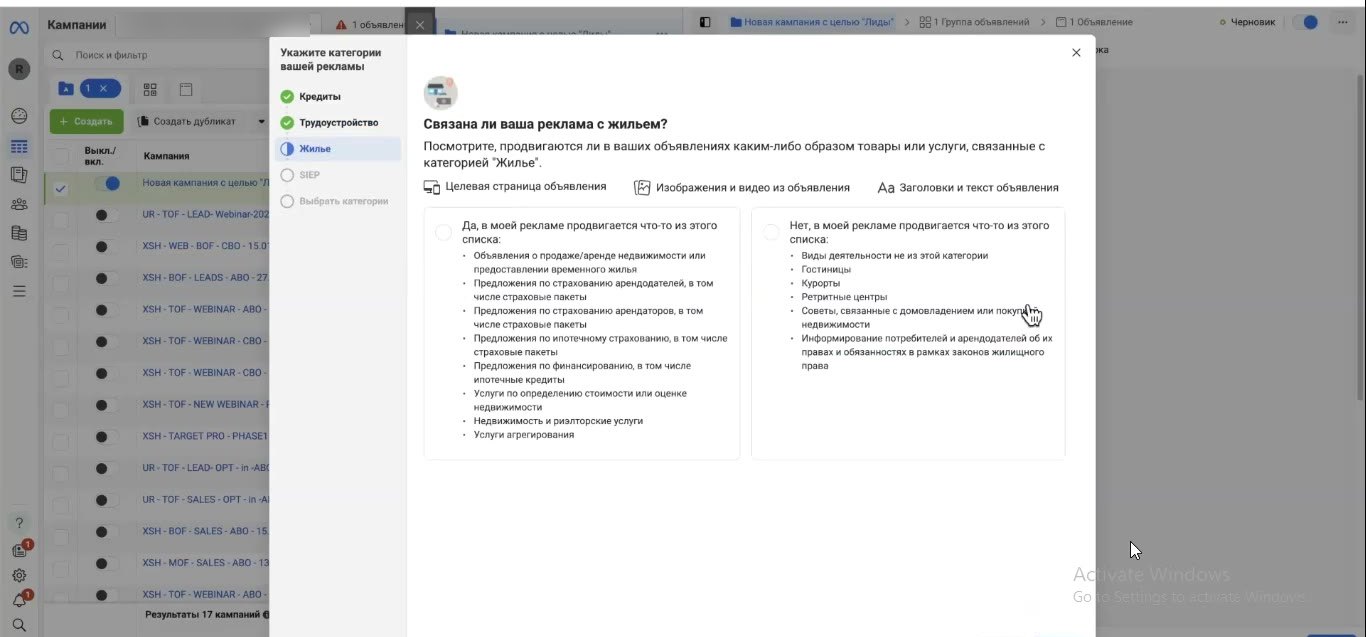 Кампании
1 объявлен
Новая кампания с целью "Лиды"
1 Группа объявлений
1 Объявление
Черновик
Поиск и фильтр
R
1
Создать
Создать дубликат
Выкл./
вкл.
Кампания
Новая кампания с целью "Л
UR - TOF - LEAD- Webinar-202
XSH - WEB - BOF - CBO - 15.0
XSH - BOF - LEADS - ABO - 27.
XSH - TOF - WEBINAR - ABO -
XSH - TOF - WEBINAR - CBO -
XSH - TOF - WEBINAR - CBO -
XSH - TOF - NEW WEBINAR - F
XSH - TARGET PRO - PHASE1
UR - TOF - LEAD- OPT - in -ABO
UR - TOF - SALES - OPT - in -A
XSH - BOF - SALES - ABO - 15.
XSH - MOF - SALES - ABO - 13
XSH - TOF - WEBINAR - ABO -
Результаты 17 кампаний
?
1
1
Укажите категории
вашей рекламы
Кредиты
Трудоустройство
Жилье
SIEP
Выбрать категории
Связана ли ваша реклама с жильем?
Посмотрите, продвигаются ли в ваших объявлениях каким-либо образом товары или услуги, связанные с
категорией "Жилье".
Целевая страница объявления
Изображения и видео из объявления
Aa Заголовки и текст объявления
Да, в моей рекламе продвигается что-то из этого
списка:
• Объявления о продаже/аренде недвижимости или
предоставлении временного жилья
• Предложения по страхованию арендодателей, в том
числе страховые пакеты
• Предложения по страхованию арендаторов, в том
числе страховые пакеты
• Предложения по ипотечному страхованию, в том числе
страховые пакеты
• Предложения по финансированию, в том числе
ипотечные кредиты
• Услуги по определению стоимости или оценке
недвижимости
• Недвижимость и риэлторские услуги
• Услуги агрегирования
Нет, в моей рекламе продвигается что-то из этого
списка:
• Виды деятельности не из этой категории
• Гостиницы
• Курорты
• Ретритные центры
• Советы, связанные с домовладением или
недвижимости
• Информирование потребителей и арендодателей об их
правах и обязанностях в рамках законов жилищного
права
Activate Windows
Go to Settings to activate Windows.